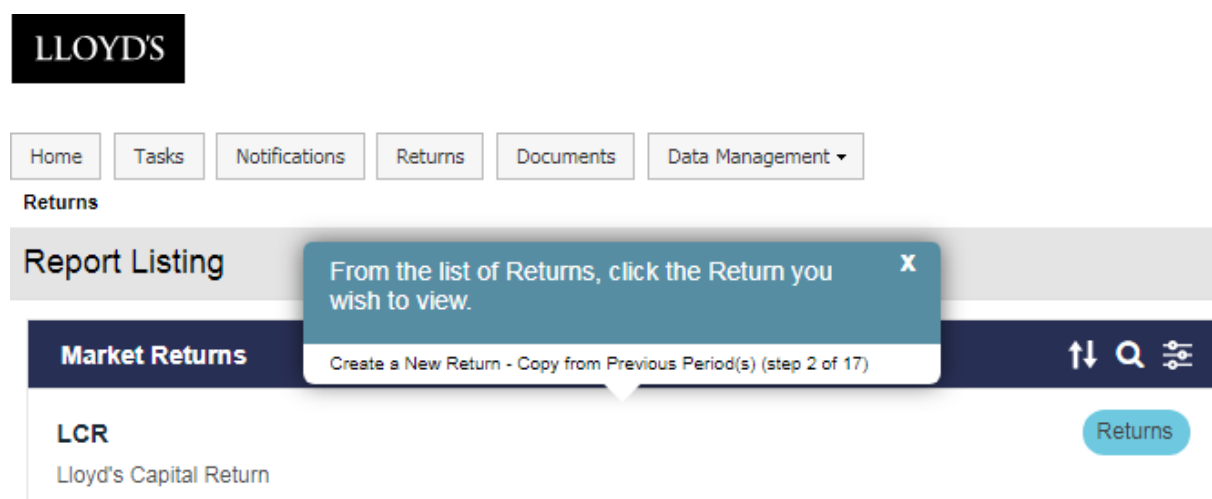 LLOYD'S
Home Tasks Notifications Returns Documents Data Management
Returns
Report Listing
From the list of Returns, click the Return you
wish to view.
X
Create a New Return - Copy from Previous Period(s) (step 2 of 17)
Market Returns
LCR
Returns
Lloyd's Capital Return